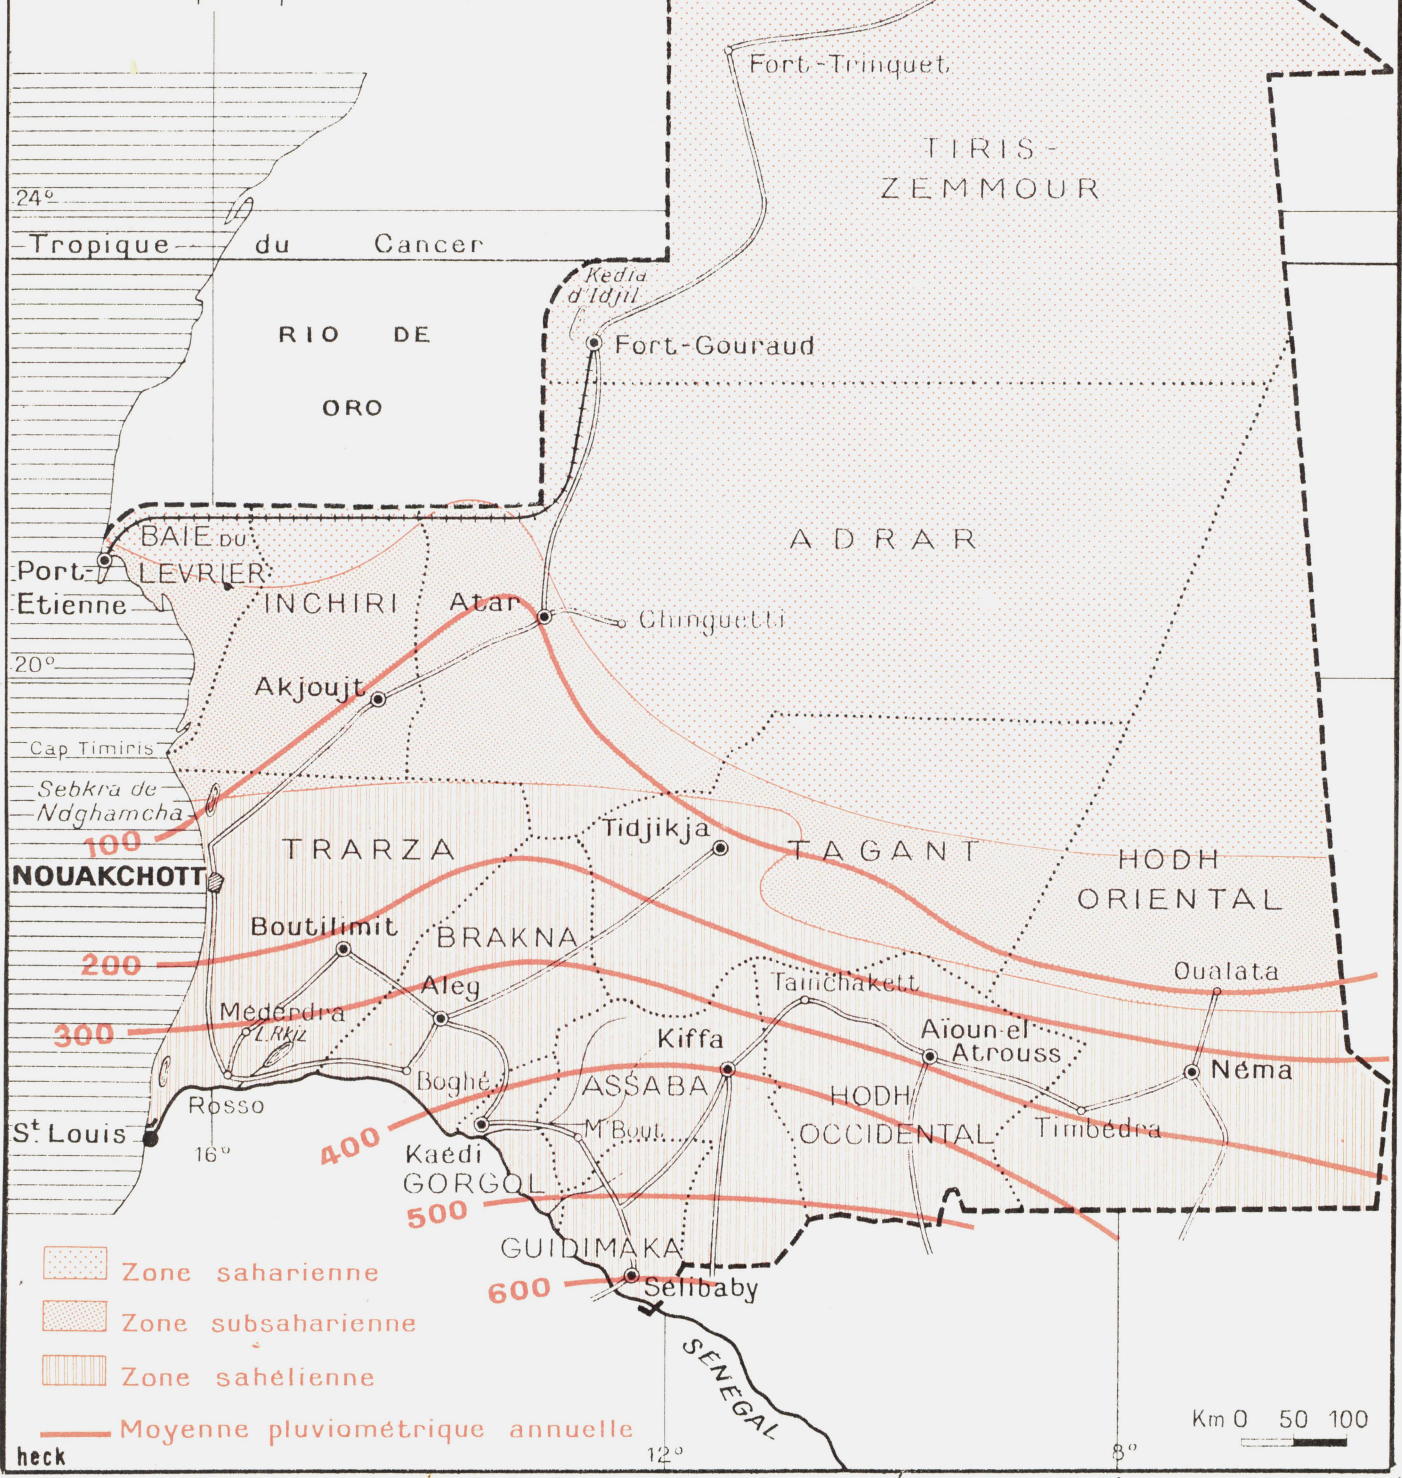 Fort-Trinquet
TIRIS-
ZEMMOUR
24°
Tropique du Cancer
Kedia
d'Idjil
RIO DE
ORO
Fort-Gouraud
ADRAR
BAIE DU
LEVRIER
Port-
Etienne
INCHIRI
Atar
Chinguetti
20°
Akjoujt
Cap Timiris
Sebkra de
Ndghamcha
100
TRARZA
Tidjikja
TAGANT
HODH
ORIENTAL
NOUAKCHOTT
Boutilimit
BRAKNA
200
Aleg
Tamchakett
Oualata
Méderdra
L. Rkiz
300
Kiffa
Aïoun-el
Atrouss
Néma
Boghé
ASSABA
HODH
OCCIDENTAL
Rosso
St. Louis
16°
400
M'Bout
Timbédra
Kaédi
GORGOL
500
GUIDIMAKA
600
Sélibaby
Zone saharienne
Zone subsaharienne
Zone sahélienne
Moyenne pluviométrique annuelle
SÉNÉGAL
Km 0 50 100
12°
8°
heck